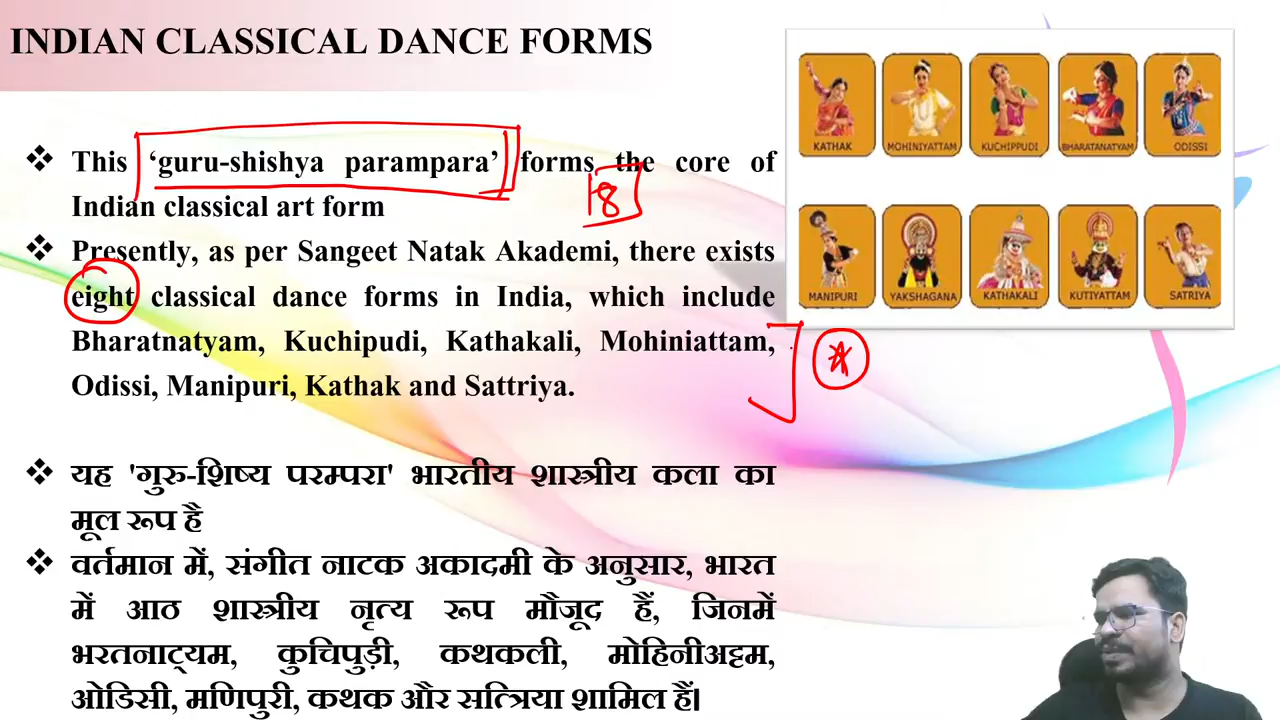 INDIAN CLASSICAL DANCE FORMS
This ‘guru-shishya parampara’ forms the core of
Indian classical art form
8
Presently, as per Sangeet Natak Akademi, there exists
eight classical dance forms in India, which include
Bharatnatyam, Kuchipudi, Kathakali, Mohiniattam,
Odissi, Manipuri, Kathak and Sattriya.
यह 'गुरु-शिष्य परम्परा' भारतीय शास्त्रीय कला का
मूल रूप है
वर्तमान में, संगीत नाटक अकादमी के अनुसार, भारत
में आठ शास्त्रीय नृत्य रूप मौजूद हैं, जिनमें
भरतनाट्यम, कुचिपुड़ी, कथकली, मोहिनीअट्टम,
ओडिसी, मणिपुरी, कथक और सत्त्रिया शामिल हैं।
KATHAK MOHINIYATTAM KUCHIPPUDI BHARATANATYAM ODISSI
MANIPURI YAKSHAGANA KATHAKALI KUTIYATTAM SATRIYA